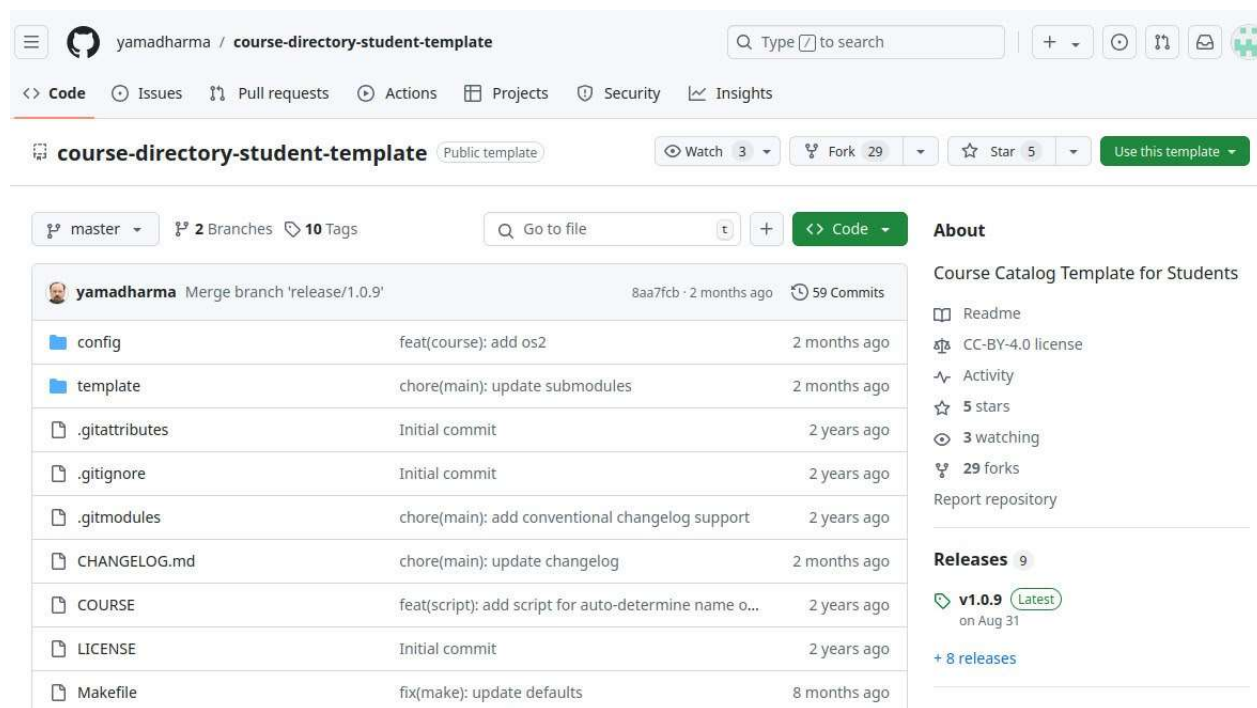 yamadharma / course-directory-student-template
Type / to search
Code Issues Pull requests Actions Projects Security Insights
course-directory-student-template Public template
Watch 3 Fork 29 Star 5 Use this template
master 2 Branches 10 Tags Go to file t Code
yamadharma Merge branch 'release/1.0.9' 8aa7fcb · 2 months ago 59 Commits
config feat(course): add os2 2 months ago
template chore(main): update submodules 2 months ago
.gitattributes Initial commit 2 years ago
.gitignore Initial commit 2 years ago
.gitmodules chore(main): add conventional changelog support 2 years ago
CHANGELOG.md chore(main): update changelog 2 months ago
COURSE feat(script): add script for auto-determine name o... 2 years ago
LICENSE Initial commit 2 years ago
Makefile fix(make): update defaults 8 months ago
About
Course Catalog Template for Students
Readme
CC-BY-4.0 license
Activity
5 stars
3 watching
29 forks
Report repository
Releases 9
v1.0.9 Latest
on Aug 31
+ 8 releases